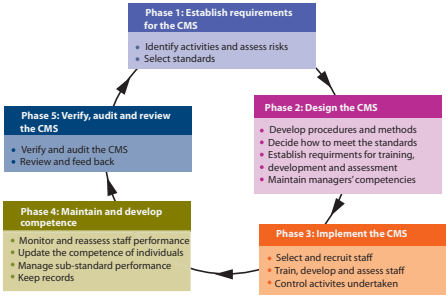 Phase 1: Establish requirements
for the CMS
• Identify activities and assess risks
• Select standards
Phase 2: Design the CMS
• Develop procedures and methods
• Decide how to meet the standards
• Establish requirments for training,
• development and assessment
• Maintain managers' competencies
Phase 3: Implement the CMS
• Select and recruit staff
• Train, develop and assess staff
• Control activites undertaken
Phase 4: Maintain and develop
competence
• Monitor and reassess staff performance
• Update the competence of individuals
• Manage sub-standard performance
• Keep records
Phase 5: Verify, audit and review
the CMS
• Verify and audit the CMS
• Review and feed back